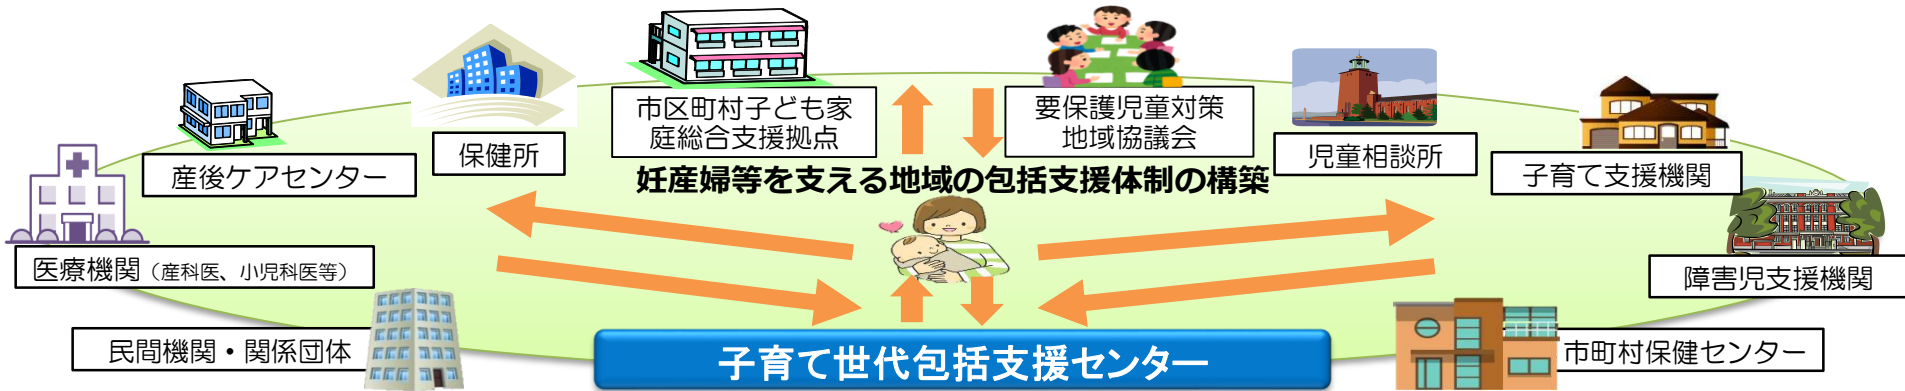 市区町村子ども家
庭総合支援拠点
要保護児童対策
地域協議会
保健所
児童相談所
産後ケアセンター
子育て支援機関
妊産婦等を支える地域の包括支援体制の構築
医療機関（産科医、小児科医等）
障害児支援機関
民間機関・関係団体
子育て世代包括支援センター
市町村保健センター